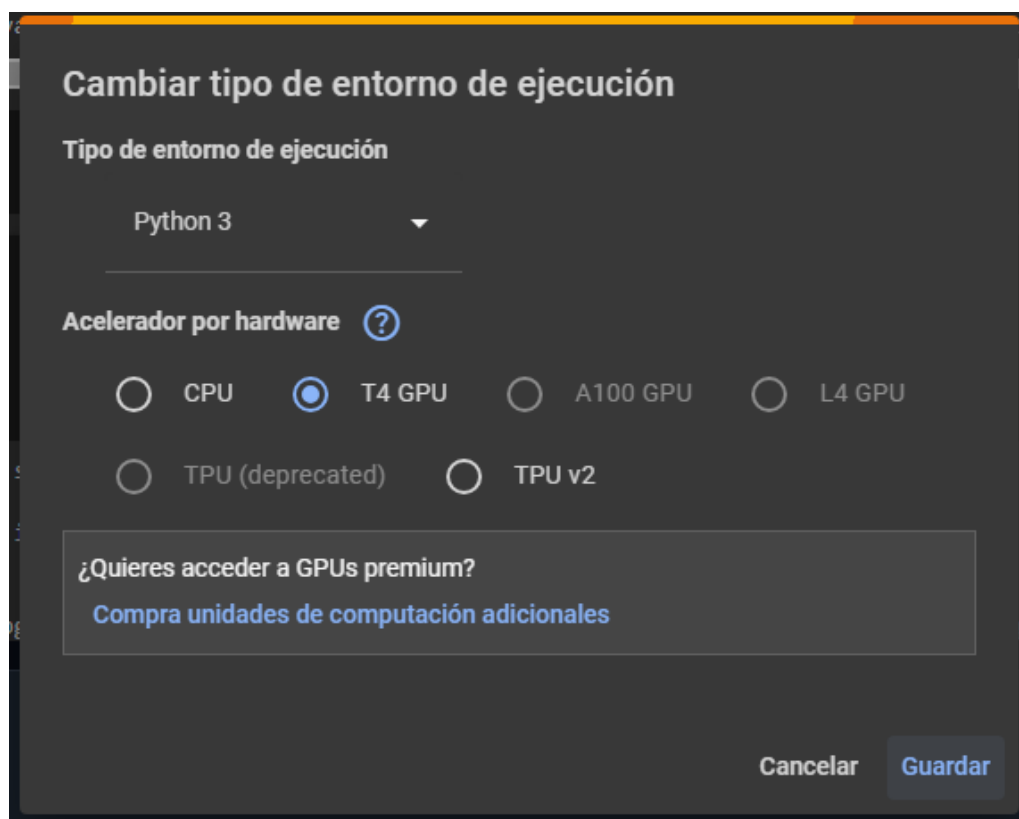 Cambiar tipo de entorno de ejecución
Tipo de entorno de ejecución
Python 3
Acelerador por hardware ?
CPU T4 GPU A100 GPU L4 GPU
TPU (deprecated) TPU v2
¿Quieres acceder a GPUs premium?
Compra unidades de computación adicionales
Cancelar Guardar